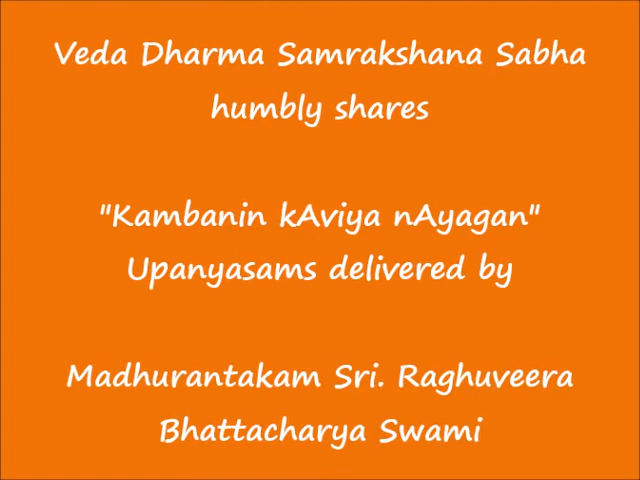 Veda Dharma Samrakshana Sabha
humbly shares
"Kambanin kAviya nAyagan"
Upanyasams delivered by
Madhurantakam Sri. Raghuveera
Bhattacharya Swami